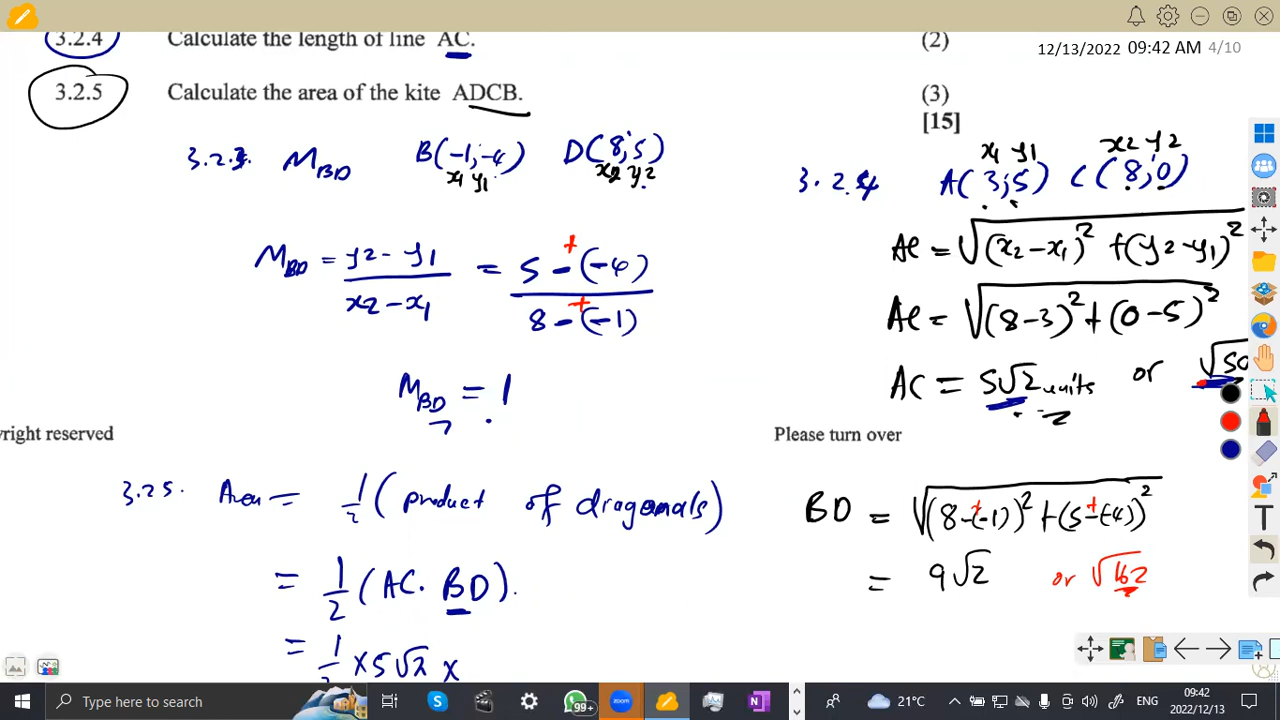 12/13/2022 09:42 AM 4/10
3.2.4 Calculate the length of line AC. (2)
3.2.5 Calculate the area of the kite ADCB. (3)
[15]
3.2.3. M_BD B(-1;-4) D(8;5)
x1 y1 x2 y2
M_BD = y2 - y1 / x2 - x1 = 5 - (-4) / 8 - (-1)
+
+
M_BD = 1
3.2.4 A(3;5) C(8;0)
x1 y1 x2 y2
AC = √(x2-x1)² + (y2-y1)²
AC = √(8-3)² + (0-5)²
AC = 5√2 units or √50
yright reserved Please turn over
3.2.5. Area = 1/2 (product of diagonals)
= 1/2 (AC. BD).
= 1/2 × 5√2 ×
BD = √(8-(-1))² + (5-(-4))²
+ +
= 9√2 or √162
T
Type here to search
99+
zoom
N
21°C
ENG
09:42
2022/12/13